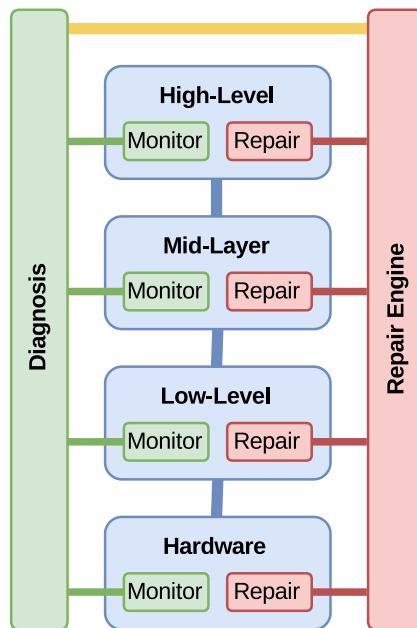 High-Level
Monitor Repair
Mid-Layer
Monitor Repair
Low-Level
Monitor Repair
Hardware
Monitor Repair
Diagnosis
Repair Engine